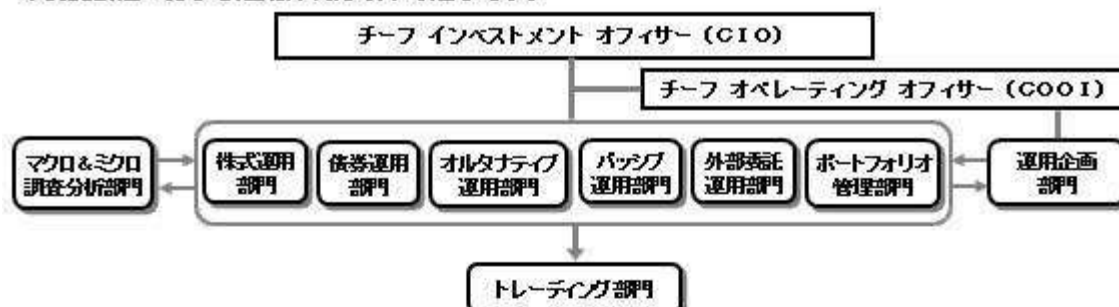 チーフ インベストメント オフィサー (CIO)
チーフ オペレーティング オフィサー (COOI)
マクロ&ミクロ
調査分析部門
株式運用
部門
債券運用
部門
オルタナティブ
運用部門
パッシブ
運用部門
外部委託
運用部門
ポートフォリオ
管理部門
運用企画
部門
トレーディング部門